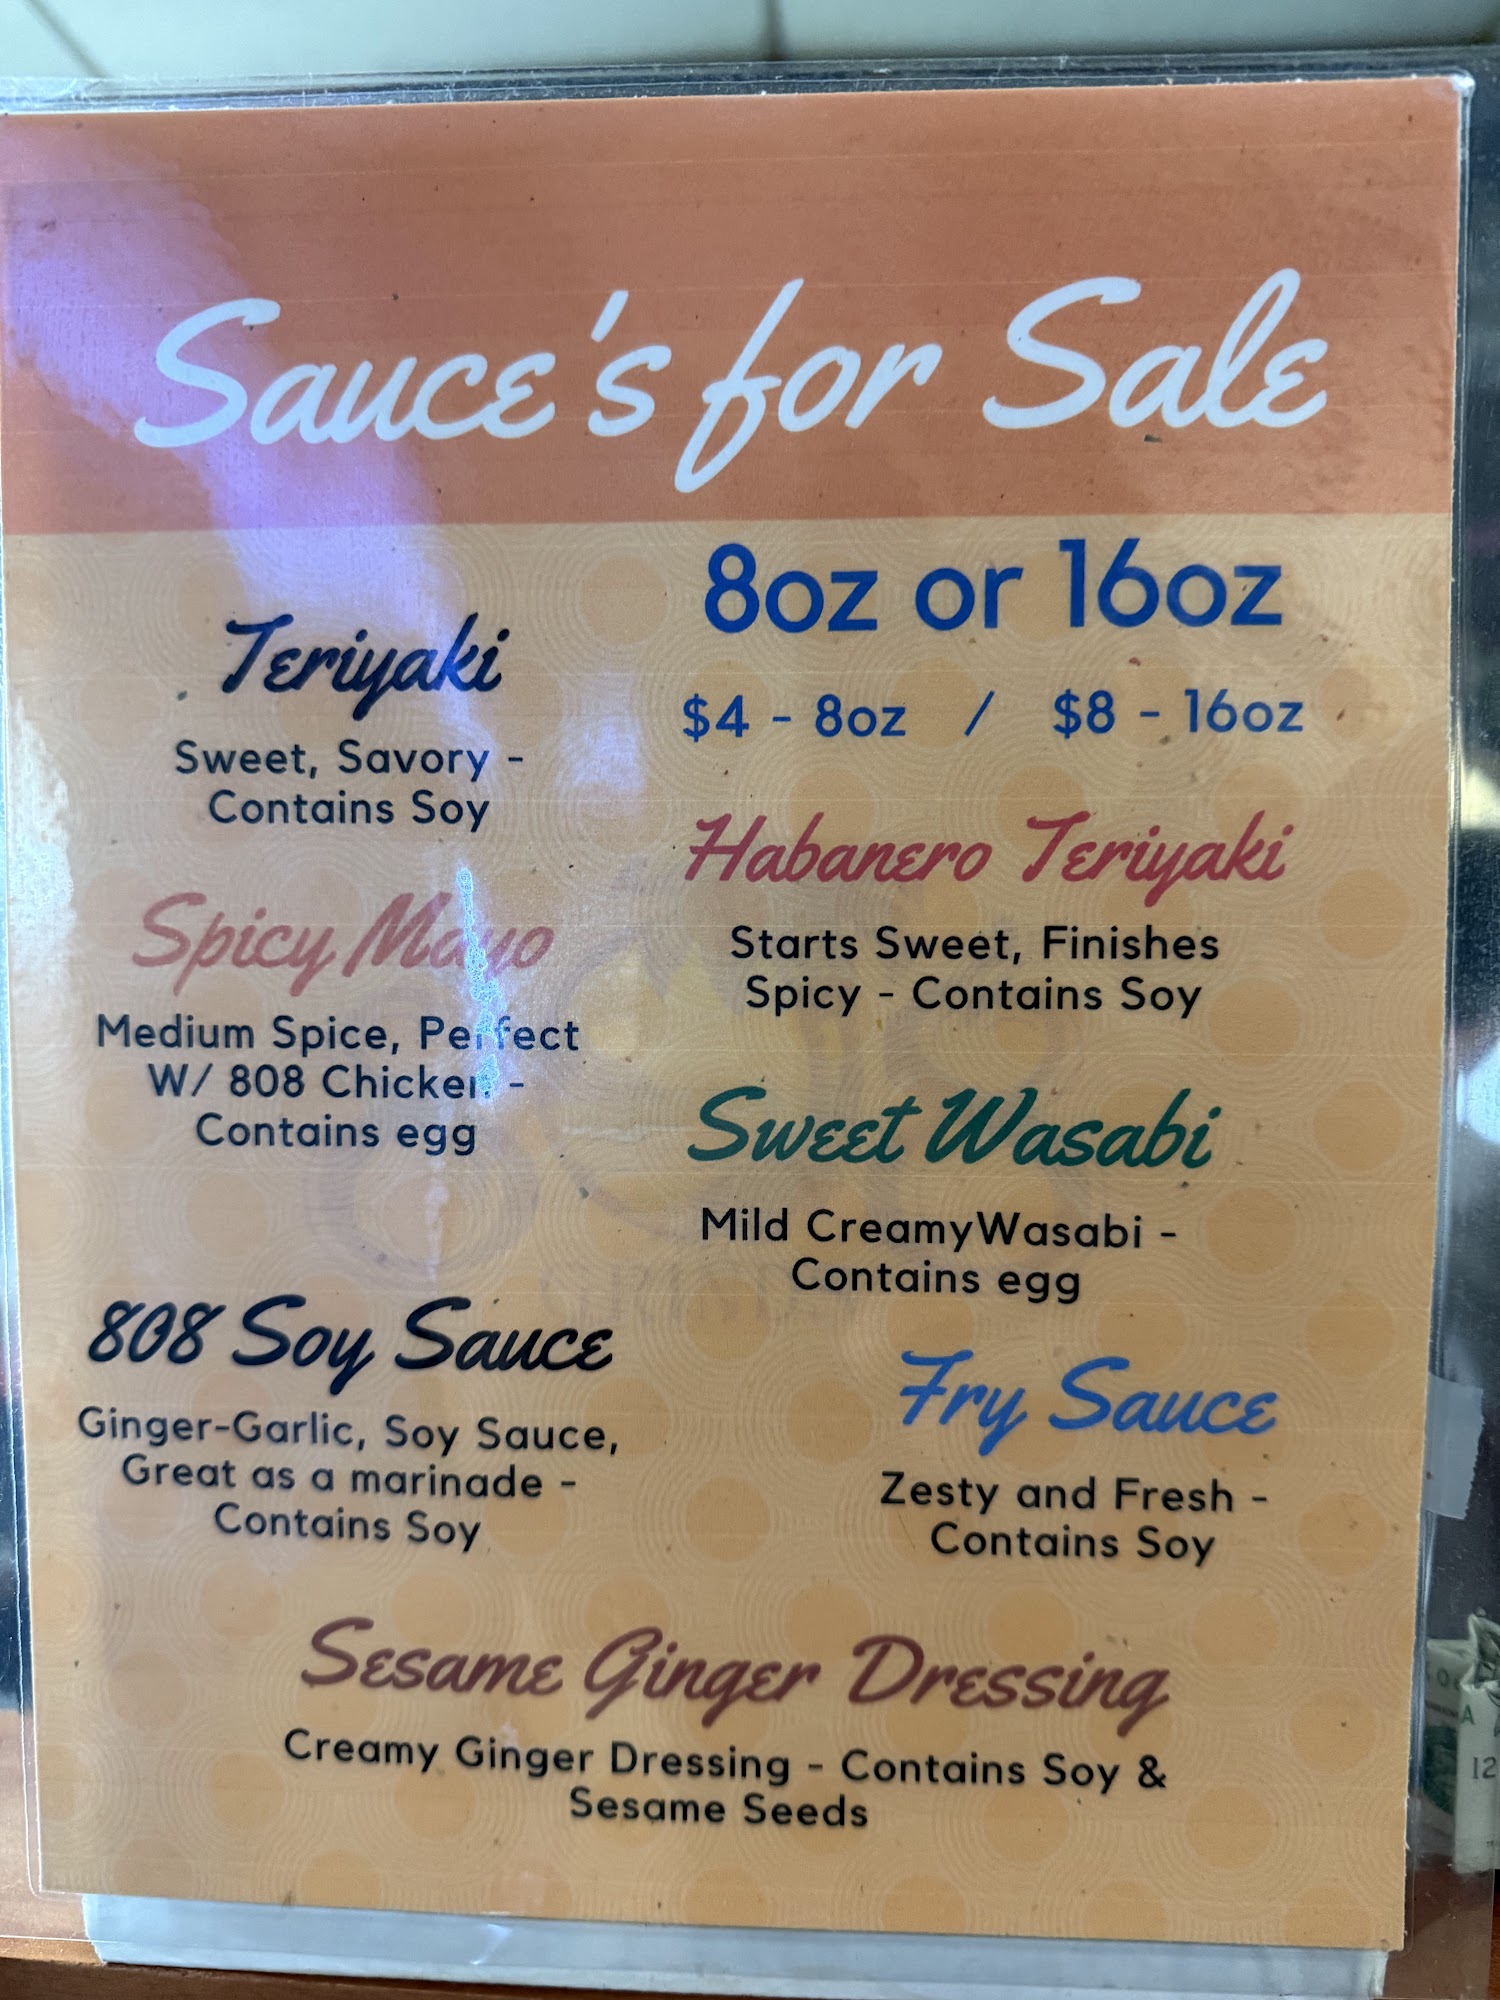 Sauce's for Sale
8oz or 16oz
$4 - 8oz / $8 - 16oz
Teriyaki
Sweet, Savory -
Contains Soy
Habanero Teriyaki
Starts Sweet, Finishes
Spicy - Contains Soy
Spicy Mayo
Medium Spice, Perfect
W/ 808 Chicken -
Contains egg
Sweet Wasabi
Mild CreamyWasabi -
Contains egg
808 Soy Sauce
Ginger-Garlic, Soy Sauce,
Great as a marinade -
Contains Soy
Fry Sauce
Zesty and Fresh -
Contains Soy
Sesame Ginger Dressing
Creamy Ginger Dressing - Contains Soy &
Sesame Seeds
12